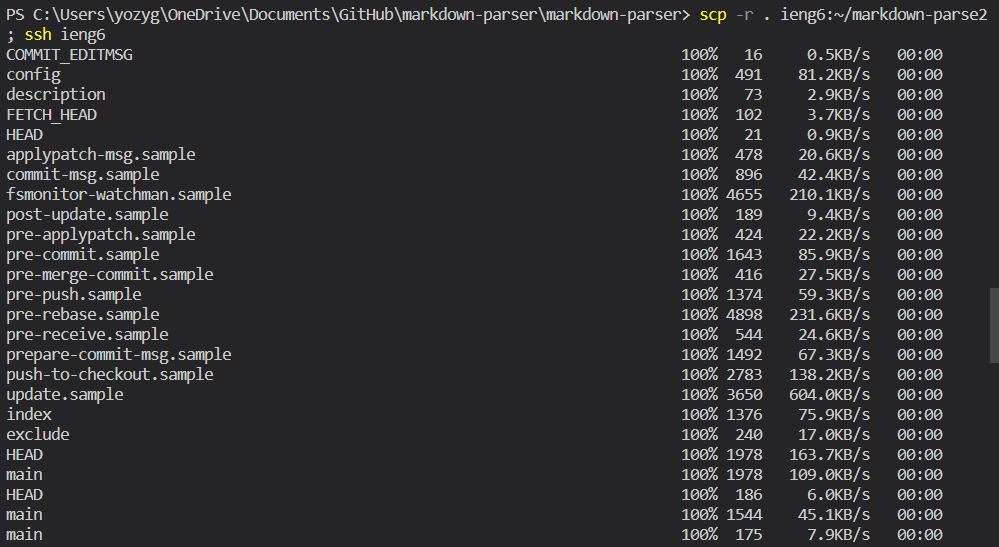 PS C:\Users\yozyg\OneDrive\Documents\GitHub\markdown-parser\markdown-parser> scp -r . ieng6:~/markdown-parse2
; ssh ieng6
COMMIT_EDITMSG 100% 16 0.5KB/s 00:00
config 100% 491 81.2KB/s 00:00
description 100% 73 2.9KB/s 00:00
FETCH_HEAD 100% 102 3.7KB/s 00:00
HEAD 100% 21 0.9KB/s 00:00
applypatch-msg.sample 100% 478 20.6KB/s 00:00
commit-msg.sample 100% 896 42.4KB/s 00:00
fsmonitor-watchman.sample 100% 4655 210.1KB/s 00:00
post-update.sample 100% 189 9.4KB/s 00:00
pre-applypatch.sample 100% 424 22.2KB/s 00:00
pre-commit.sample 100% 1643 85.9KB/s 00:00
pre-merge-commit.sample 100% 416 27.5KB/s 00:00
pre-push.sample 100% 1374 59.3KB/s 00:00
pre-rebase.sample 100% 4898 231.6KB/s 00:00
pre-receive.sample 100% 544 24.6KB/s 00:00
prepare-commit-msg.sample 100% 1492 67.3KB/s 00:00
push-to-checkout.sample 100% 2783 138.2KB/s 00:00
update.sample 100% 3650 604.0KB/s 00:00
index 100% 1376 75.9KB/s 00:00
exclude 100% 240 17.0KB/s 00:00
HEAD 100% 1978 163.7KB/s 00:00
main 100% 1978 109.0KB/s 00:00
HEAD 100% 186 6.0KB/s 00:00
main 100% 1544 45.1KB/s 00:00
main 100% 175 7.9KB/s 00:00